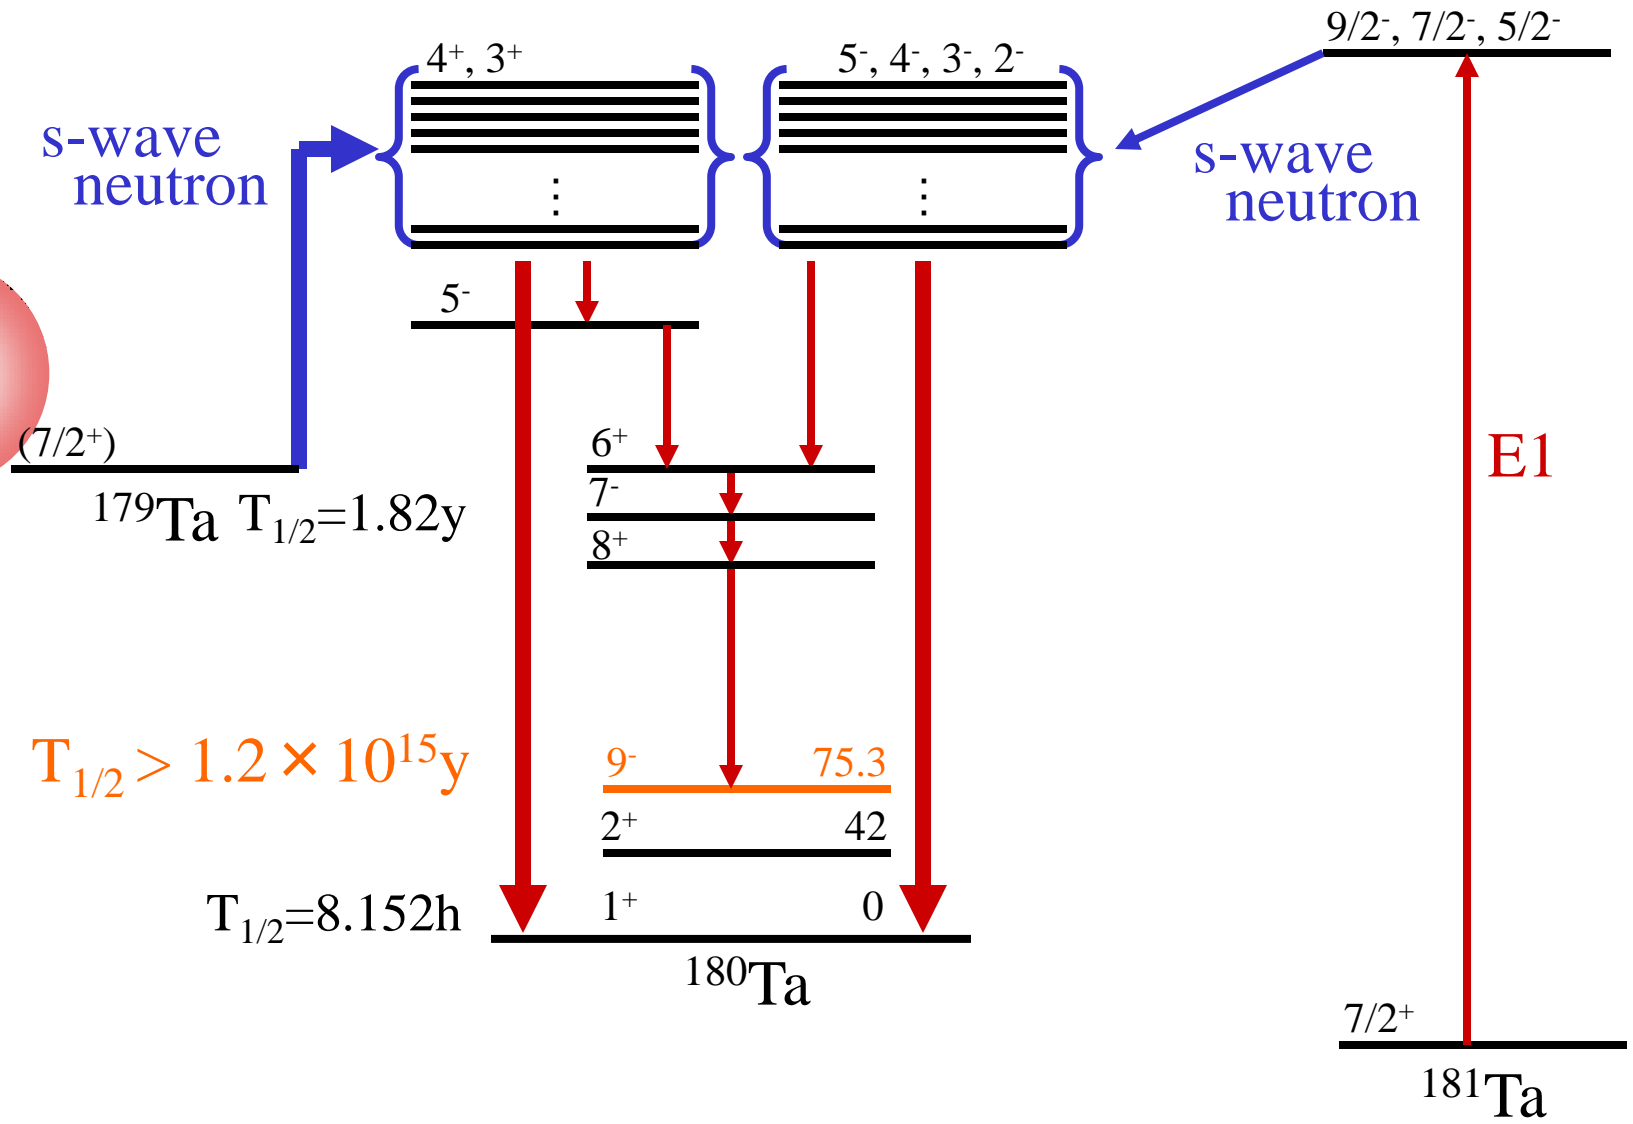 9/2⁻, 7/2⁻, 5/2⁻
4⁺, 3⁺
5⁻, 4⁻, 3⁻, 2⁻
s-wave
neutron
s-wave
neutron
⋮
⋮
5⁻
(7/2⁺)
6⁺
E1
7⁻
¹⁷⁹Ta T₁/₂=1.82y
8⁺
T₁/₂ > 1.2 × 10¹⁵y
9⁻ 75.3
2⁺ 42
T₁/₂=8.152h
1⁺ 0
¹⁸⁰Ta
7/2⁺
¹⁸¹Ta